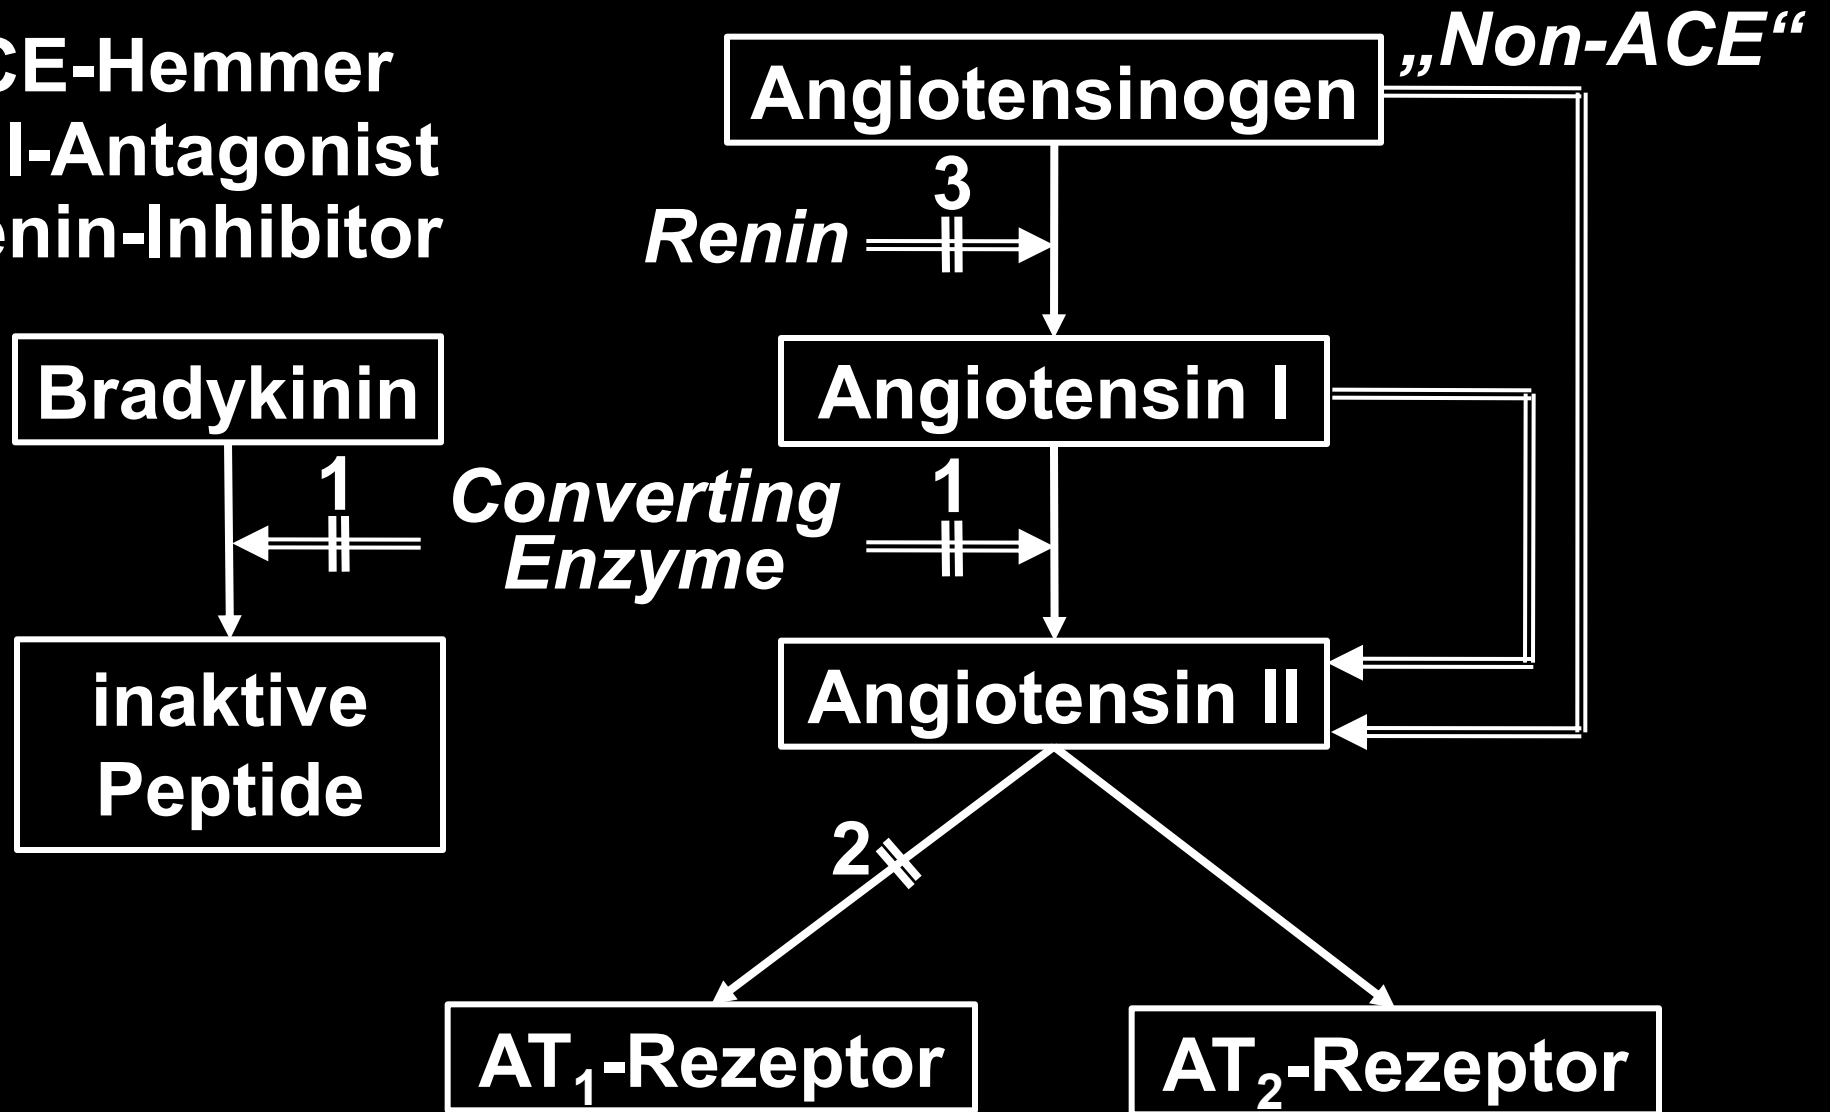 CE-Hemmer
I-Antagonist
enin-Inhibitor
„Non-ACE“
Angiotensinogen
3
Renin
Bradykinin
Angiotensin I
1
Converting
Enzyme
1
inaktive
Peptide
Angiotensin II
2
AT₁-Rezeptor
AT₂-Rezeptor